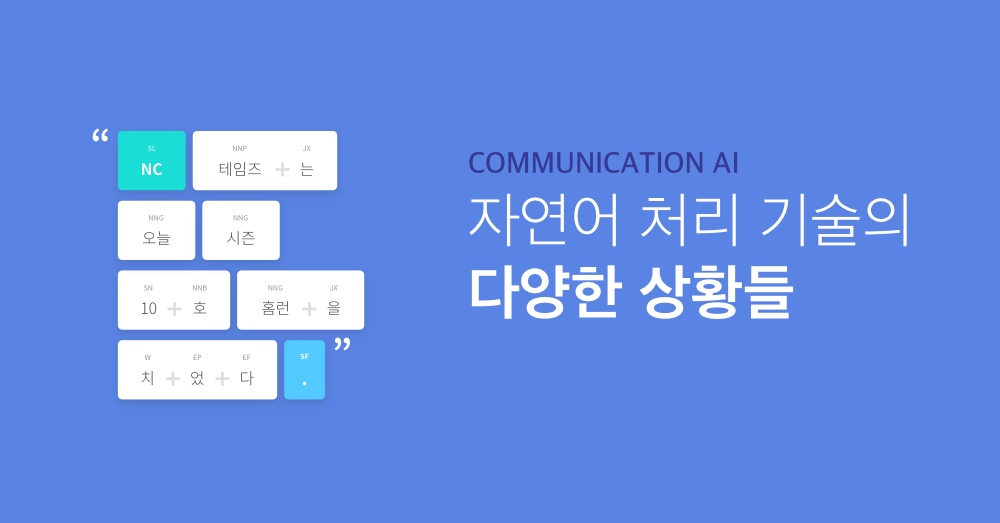 “
SL NNP JX
NC 테임즈 + 는
NNG NNG
오늘 시즌
SN NNB NNG JX
10 + 호 홈런 + 을
W EP EF SF
치 + 었 + 다 .
”
COMMUNICATION AI
자연어 처리 기술의
다양한 상황들